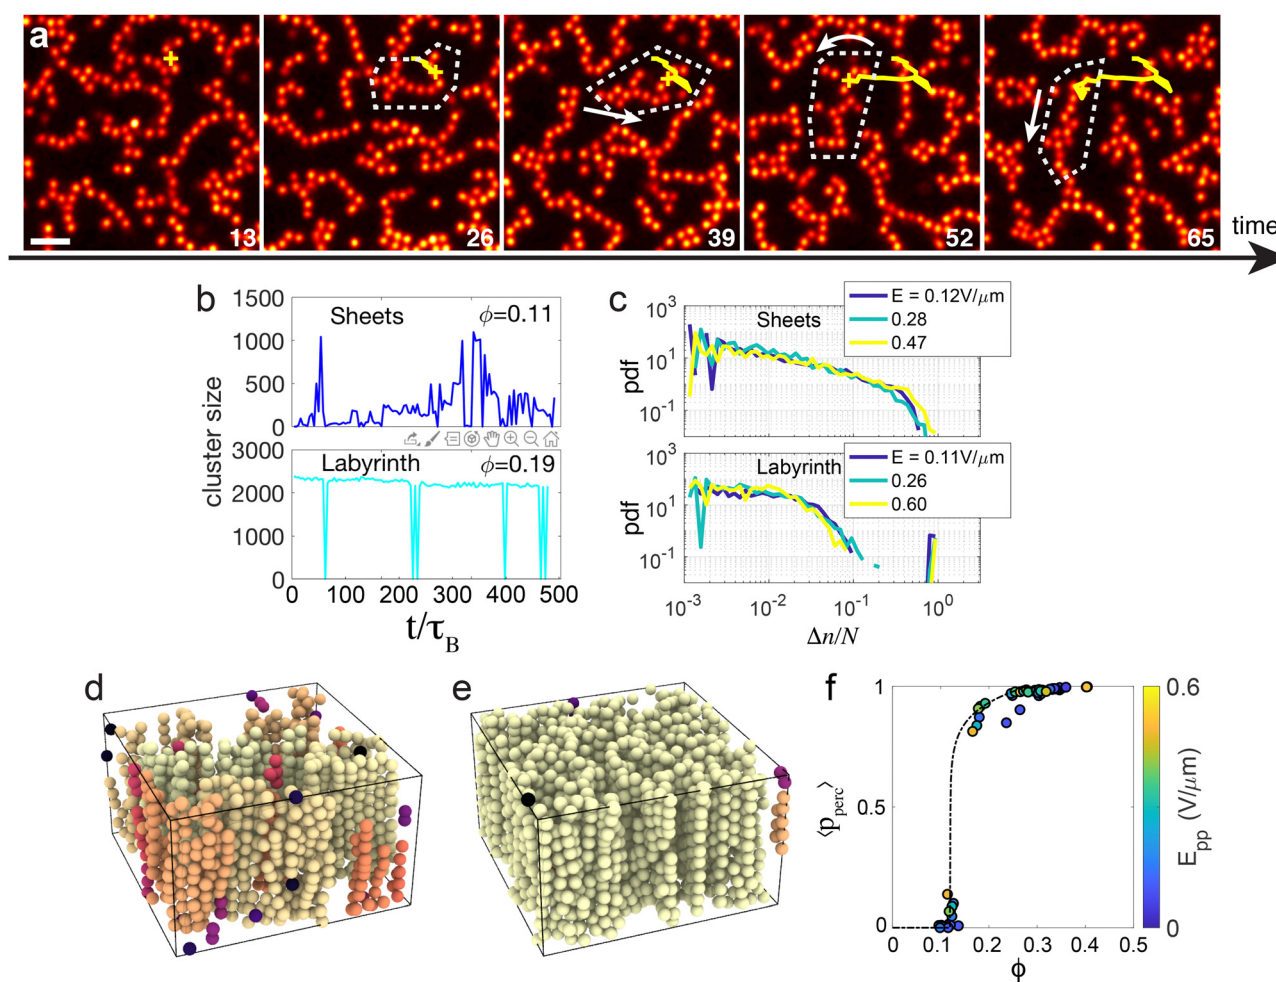 a
13 26 39 52 65
time
b
1500
1000
500
0
Sheets
ϕ=0.11
3000
2000
1000
0
Labyrinth
ϕ=0.19
cluster size
0 100 200 300 400 500
t/τB
c
E = 0.12V/μm
0.28
0.47
Sheets
10³
10¹
10⁻¹
pdf
E = 0.11V/μm
0.26
0.60
Labyrinth
10³
10¹
10⁻¹
pdf
10⁻³ 10⁻² 10⁻¹ 10⁰
Δn/N
d
e
f
1
0.5
0
⟨pperc⟩
0 0.1 0.2 0.3 0.4 0.5
ϕ
0.6
0
Epp (V/μm)